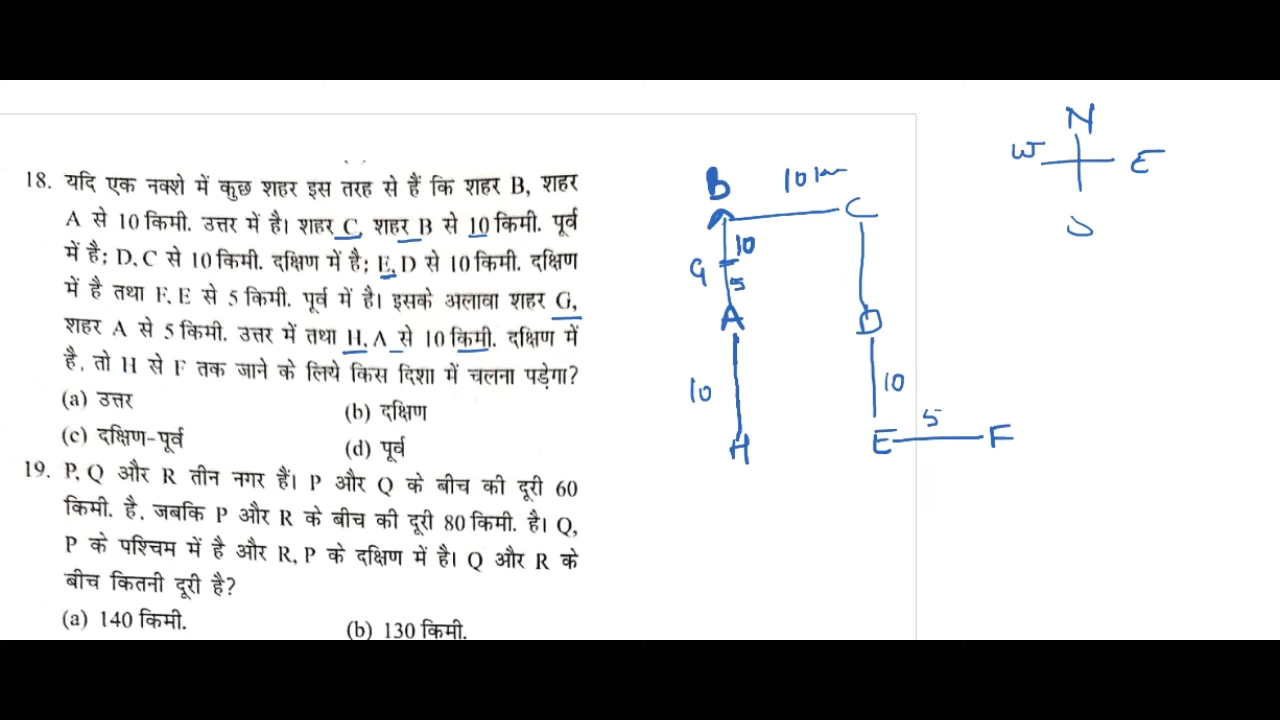 18. यदि एक नक्शे में कुछ शहर इस तरह से हैं कि शहर B, शहर
A से 10 किमी. उत्तर में है। शहर C, शहर B से 10 किमी. पूर्व
में है; D, C से 10 किमी. दक्षिण में है; E, D से 10 किमी. दक्षिण
में है तथा F, E से 5 किमी. पूर्व में है। इसके अलावा शहर G,
शहर A से 5 किमी. उत्तर में तथा H, A से 10 किमी. दक्षिण में
है, तो H से F तक जाने के लिये किस दिशा में चलना पड़ेगा?
(a) उत्तर
(b) दक्षिण
(c) दक्षिण-पूर्व
(d) पूर्व
19. P, Q और R तीन नगर हैं। P और Q के बीच की दूरी 60
किमी. है, जबकि P और R के बीच की दूरी 80 किमी. है। Q,
P के पश्चिम में है और R, P के दक्षिण में है। Q और R के
बीच कितनी दूरी है?
(a) 140 किमी.
(b) 130 किमी.
N
W E
B 10 km C
10
G
5
A D
10 10
5
H E F